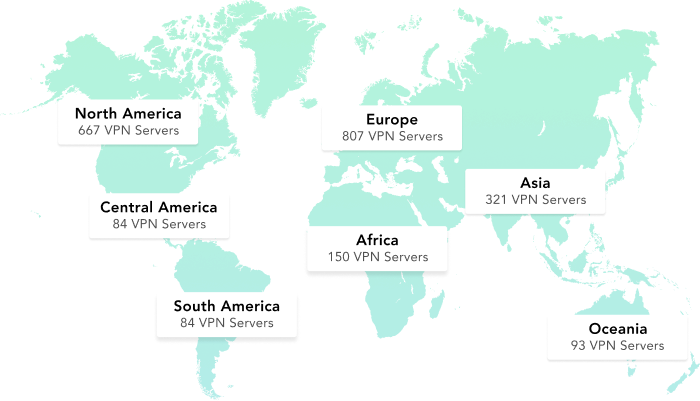 North America
667 VPN Servers
Europe
807 VPN Servers
Asia
321 VPN Servers
Central America
84 VPN Servers
Africa
150 VPN Servers
South America
84 VPN Servers
Oceania
93 VPN Servers